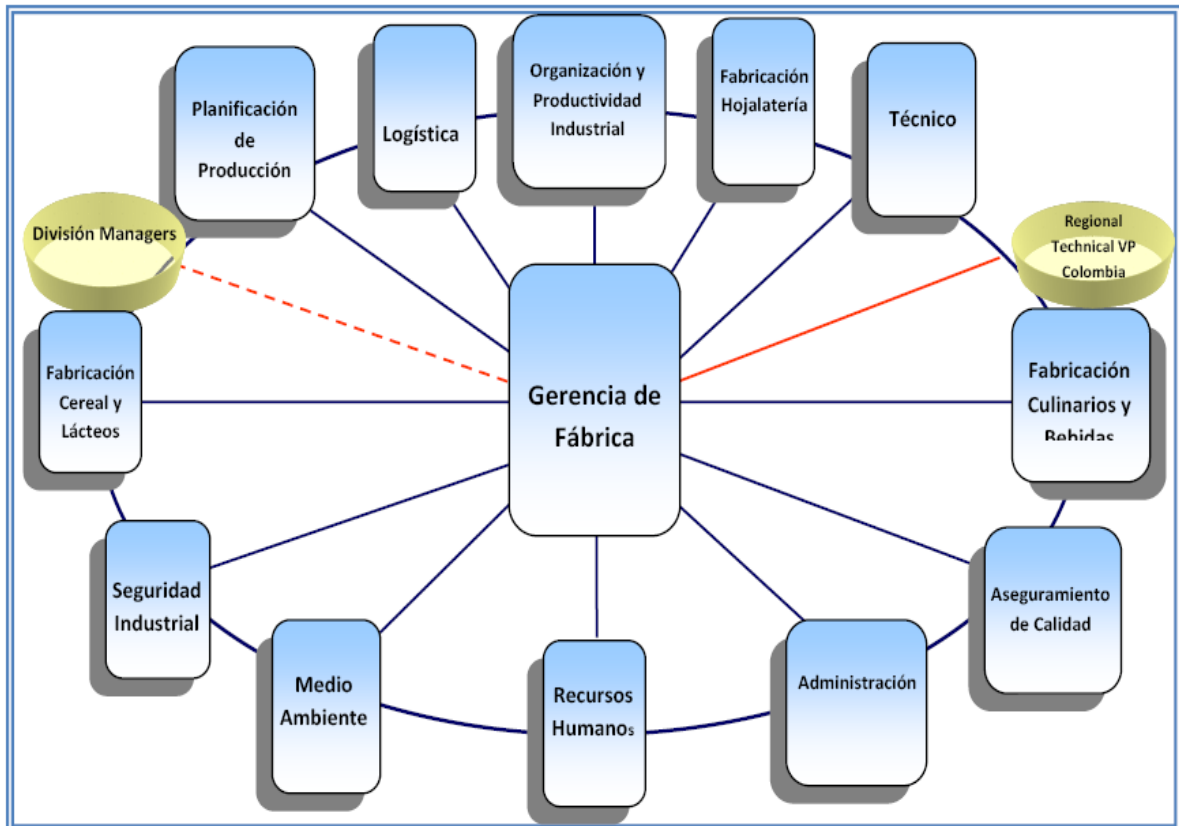 Planificación
de
Producción
Logística
Organización y
Productividad
Industrial
Fabricación
Hojalatería
Técnico
División Managers
Regional
Technical VP
Colombia
Fabricación
Cereal y
Lácteos
Gerencia de
Fábrica
Fabricación
Culinarios y
Bebidas
Seguridad
Industrial
Medio
Ambiente
Recursos
Humanos
Administración
Aseguramiento
de Calidad